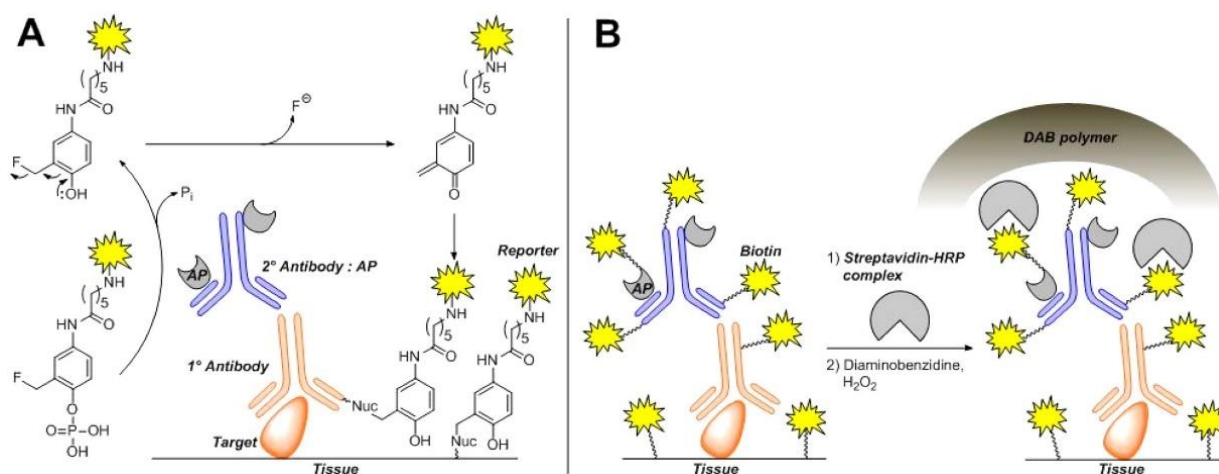 A
NH
( )5
HN
O
F
:OH
F⊖
NH
( )5
HN
O
O
Pi
NH
( )5
HN
O
F
O
O=P-OH
OH
AP
2° Antibody : AP
1° Antibody
Target
Tissue
Reporter
NH
( )5
HN
O
Nuc
OH
NH
( )5
HN
O
Nuc
OH
B
AP
Biotin
Tissue
1) Streptavidin-HRP
complex
2) Diaminobenzidine,
H2O2
DAB polymer
Tissue